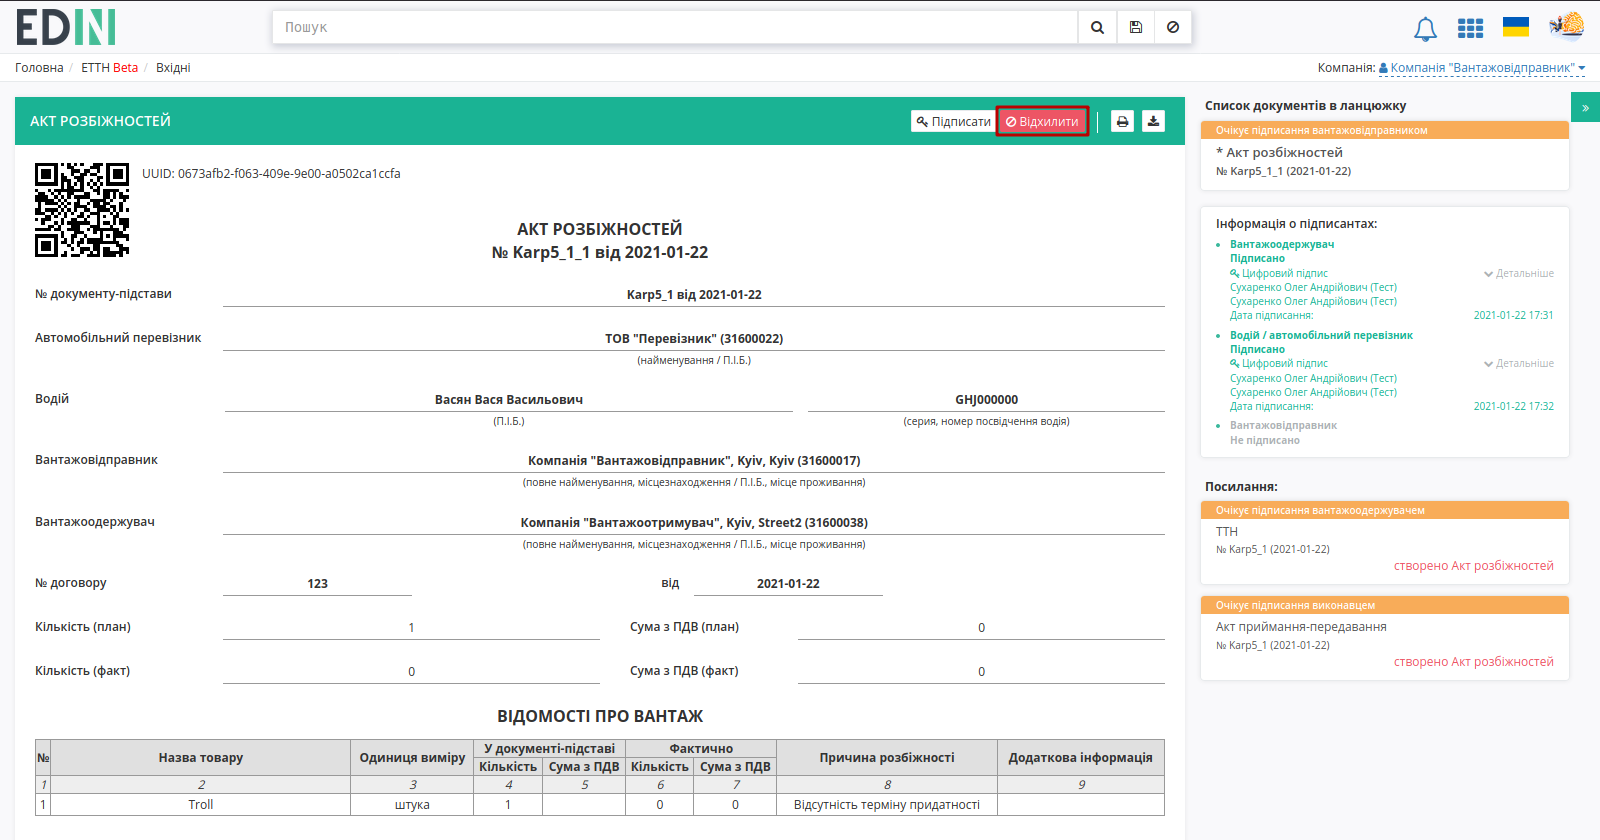 EDIN
Пошук
Головна / ЕТТН Beta / Вхідні
Компанія: Компанія "Вантажовідправник"
АКТ РОЗБІЖНОСТЕЙ
Підписати
Відхилити
UUID: 0673afb2-f063-409e-9e00-a0502ca1ccfa
АКТ РОЗБІЖНОСТЕЙ
№ Karp5_1_1 від 2021-01-22
№ документу-підстави Karp5_1 від 2021-01-22
Автомобільний перевізник ТОВ "Перевізник" (31600022)
(найменування / П.І.Б.)
Водій Васян Вася Васильович GHJ000000
(П.І.Б.) (серия, номер посвідчення водія)
Вантажовідправник Компанія "Вантажовідправник", Kyiv, Kyiv (31600017)
(повне найменування, місцезнаходження / П.І.Б., місце проживання)
Вантажоодержувач Компанія "Вантажоотримувач", Kyiv, Street2 (31600038)
(повне найменування, місцезнаходження / П.І.Б., місце проживання)
№ договору 123 від 2021-01-22
Кількість (план) 1 Сума з ПДВ (план) 0
Кількість (факт) 0 Сума з ПДВ (факт) 0
ВІДОМОСТІ ПРО ВАНТАЖ
№ Назва товару Одиниця виміру У документі-підставі Фактично Причина розбіжності Додаткова інформація
Кількість Сума з ПДВ Кількість Сума з ПДВ
1 2 3 4 5 6 7 8 9
1 Troll штука 1 0 0 Відсутність терміну придатності
Список документів в ланцюжку
»
Очікує підписання вантажовідправником
* Акт розбіжностей
№ Karp5_1_1 (2021-01-22)
Інформація о підписантах:
Вантажоодержувач
Підписано
Цифровий підпис Детальніше
Сухаренко Олег Андрійович (Тест)
Сухаренко Олег Андрійович (Тест)
Дата підписання: 2021-01-22 17:31
Водій / автомобільний перевізник
Підписано
Цифровий підпис Детальніше
Сухаренко Олег Андрійович (Тест)
Сухаренко Олег Андрійович (Тест)
Дата підписання: 2021-01-22 17:32
Вантажовідправник
Не підписано
Посилання:
Очікує підписання вантажоодержувачем
ТТН
№ Karp5_1 (2021-01-22)
створено Акт розбіжностей
Очікує підписання виконавцем
Акт приймання-передавання
№ Karp5_1 (2021-01-22)
створено Акт розбіжностей